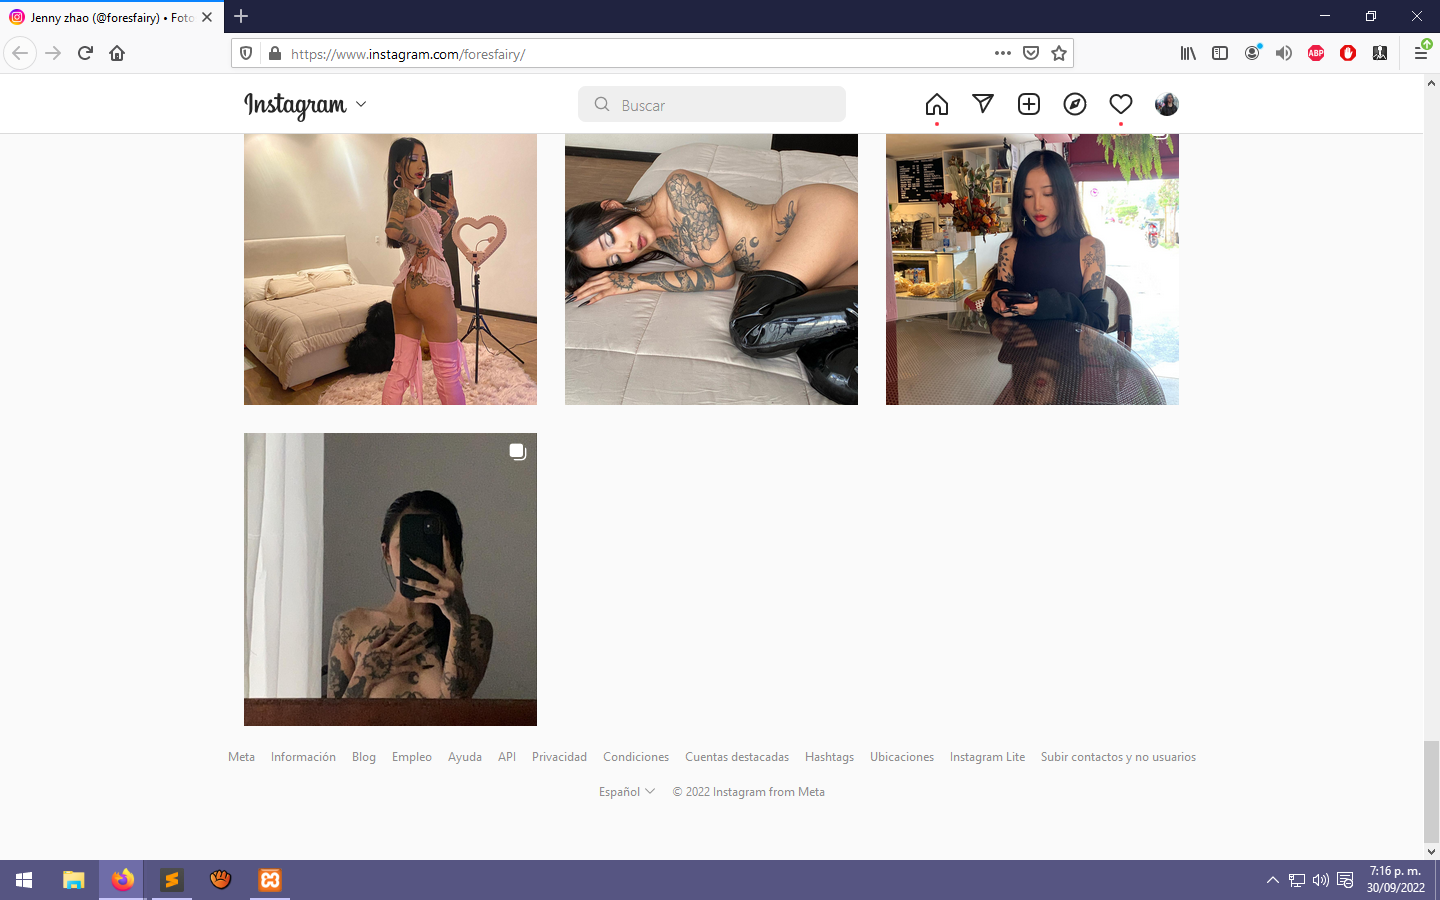 Jenny zhao (@foresfairy) • Foto
https://www.instagram.com/foresfairy/
ABP
Instagram
Buscar
Meta Información Blog Empleo Ayuda API Privacidad Condiciones Cuentas destacadas Hashtags Ubicaciones Instagram Lite Subir contactos y no usuarios
Español © 2022 Instagram from Meta
7:16 p. m.
30/09/2022